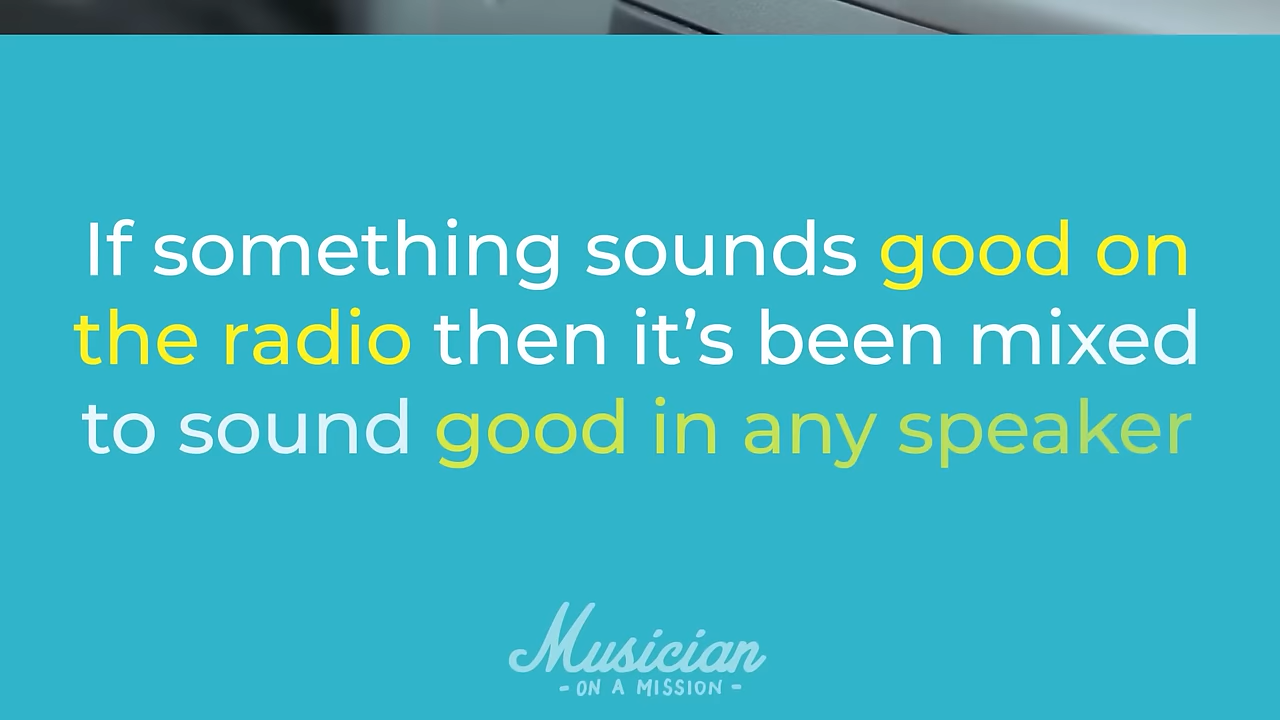 If something sounds good on
the radio then it’s been mixed
to sound good in any speaker
Musician
- ON A MISSION -